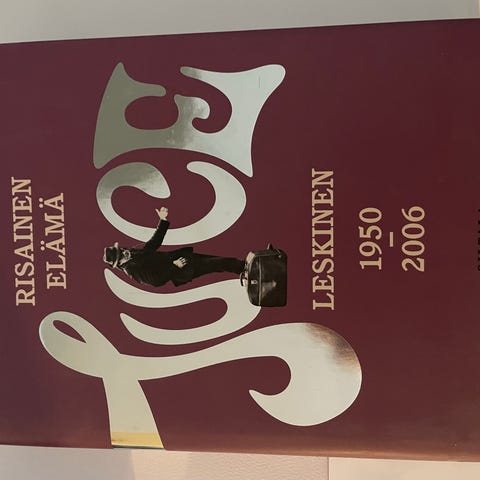 RISAINEN
ELÄMÄ
JUICE
LESKINEN
1950
–
2006